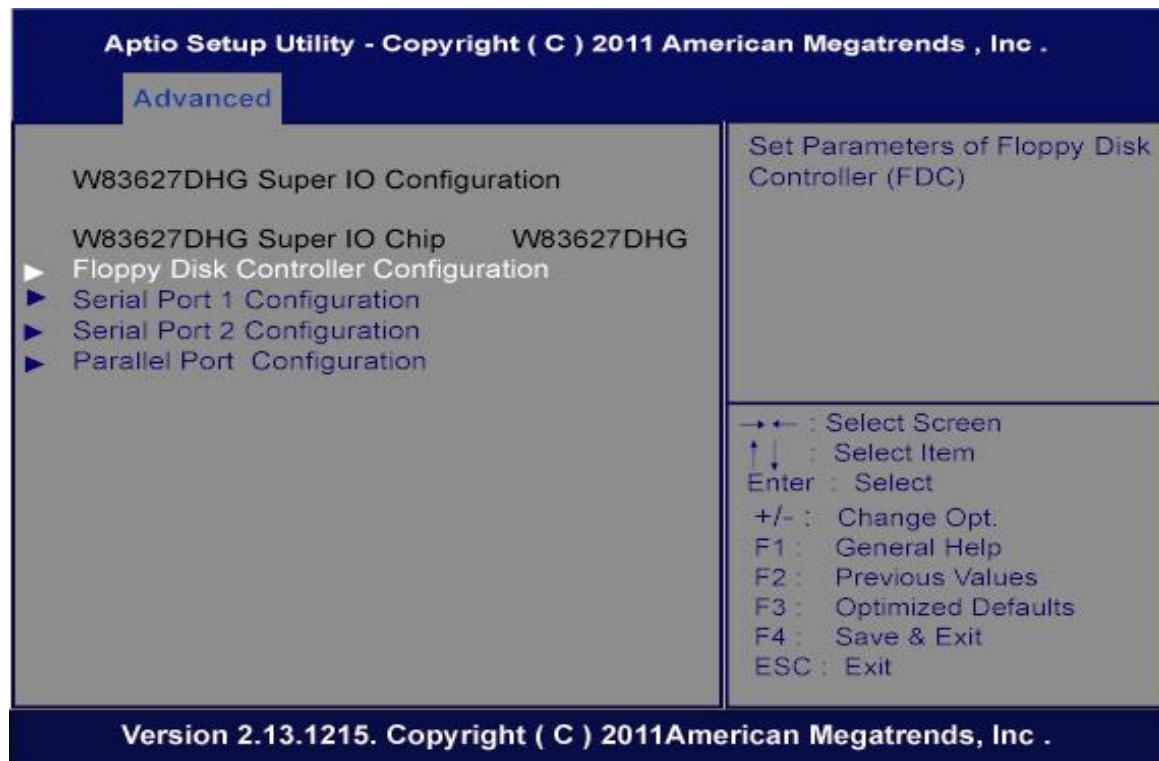 Aptio Setup Utility - Copyright ( C ) 2011 American Megatrends , Inc .
Advanced
W83627DHG Super IO Configuration
W83627DHG Super IO Chip W83627DHG
► Floppy Disk Controller Configuration
► Serial Port 1 Configuration
► Serial Port 2 Configuration
► Parallel Port Configuration
Set Parameters of Floppy Disk
Controller (FDC)
→← : Select Screen
↑↓ : Select Item
Enter : Select
+/- : Change Opt.
F1 : General Help
F2 : Previous Values
F3 : Optimized Defaults
F4 : Save & Exit
ESC : Exit
Version 2.13.1215. Copyright ( C ) 2011American Megatrends, Inc .